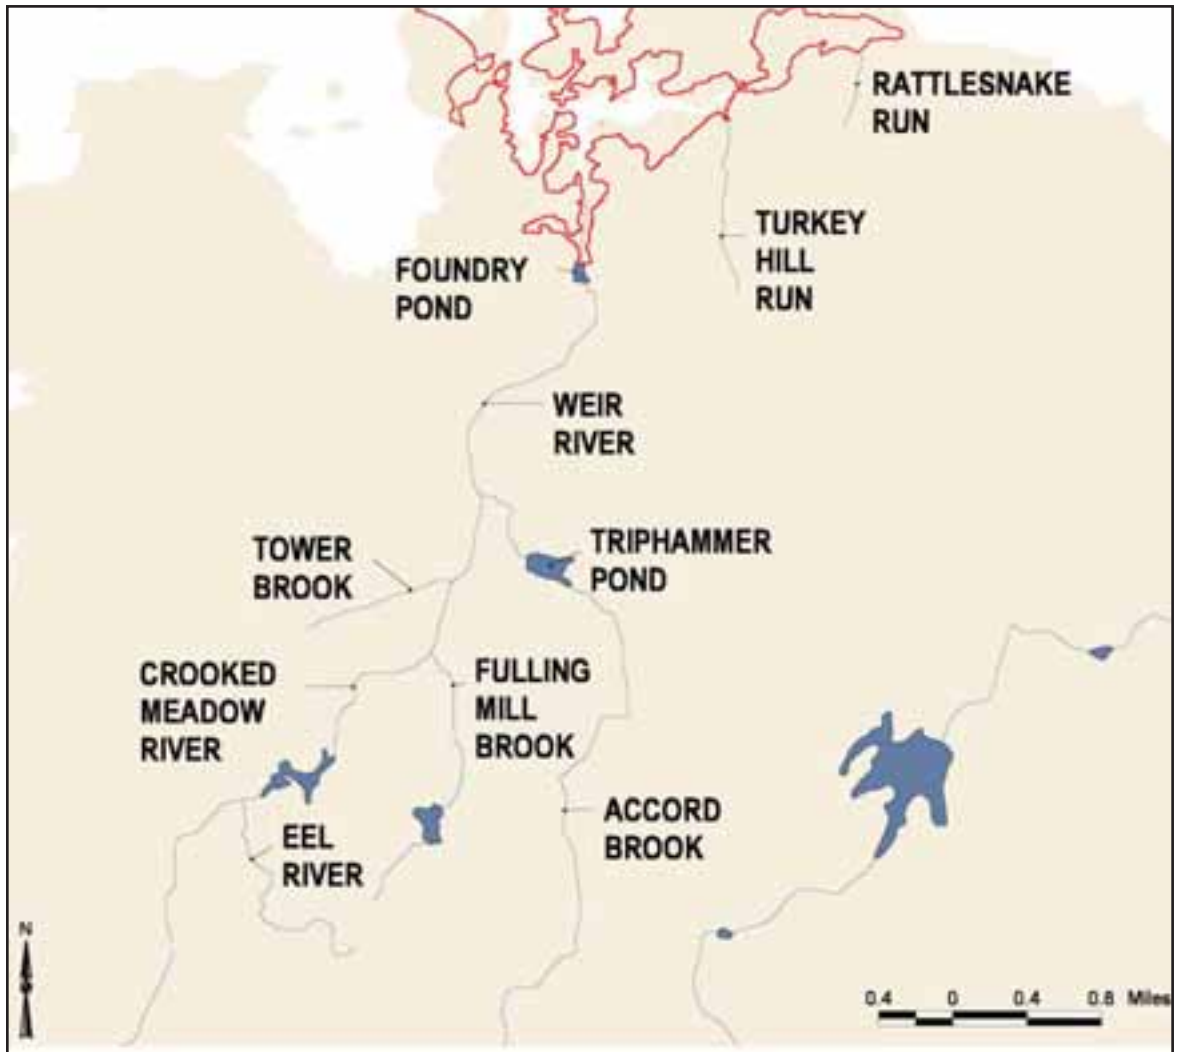 RATTLESNAKE
RUN
TURKEY
HILL
RUN
FOUNDRY
POND
WEIR
RIVER
TOWER
BROOK
TRIPHAMMER
POND
CROOKED
MEADOW
RIVER
FULLING
MILL
BROOK
ACCORD
BROOK
EEL
RIVER
N
0.4 0 0.4 0.8 Miles